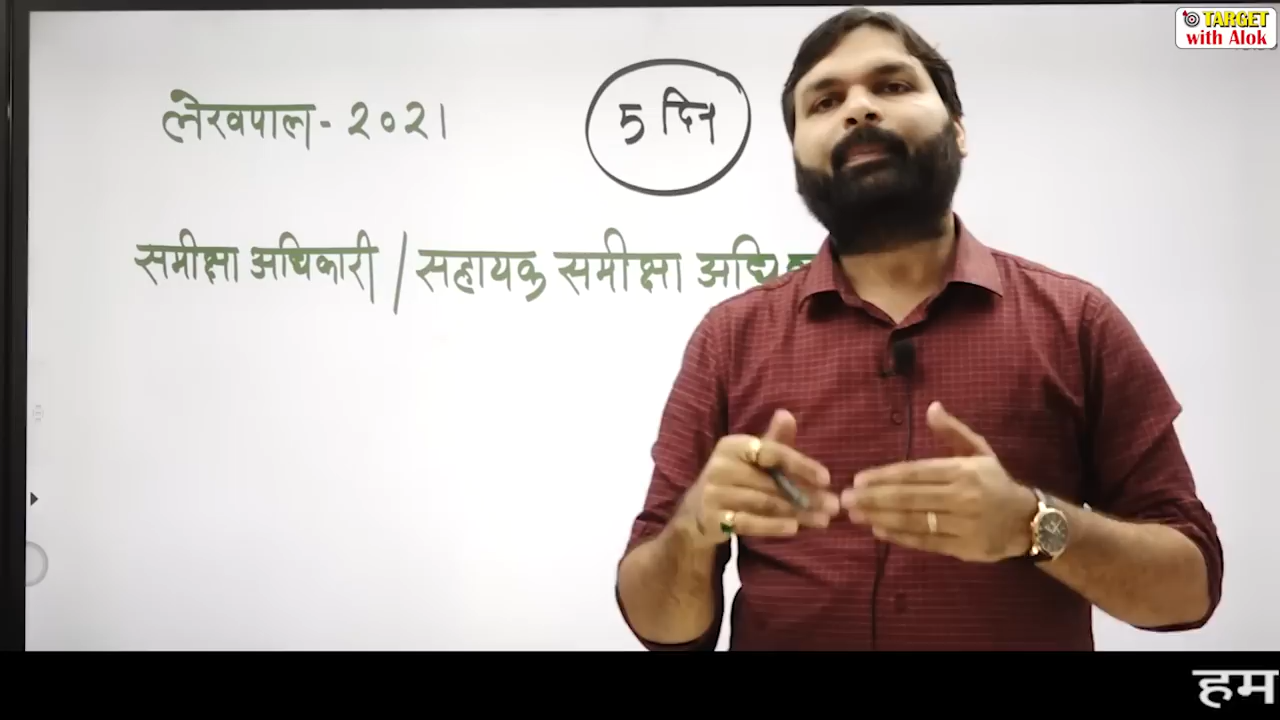 TARGET
with Alok
लेखपाल - 2021
5 दिन
समीक्षा अधिकारी / सहायक समीक्षा
हम